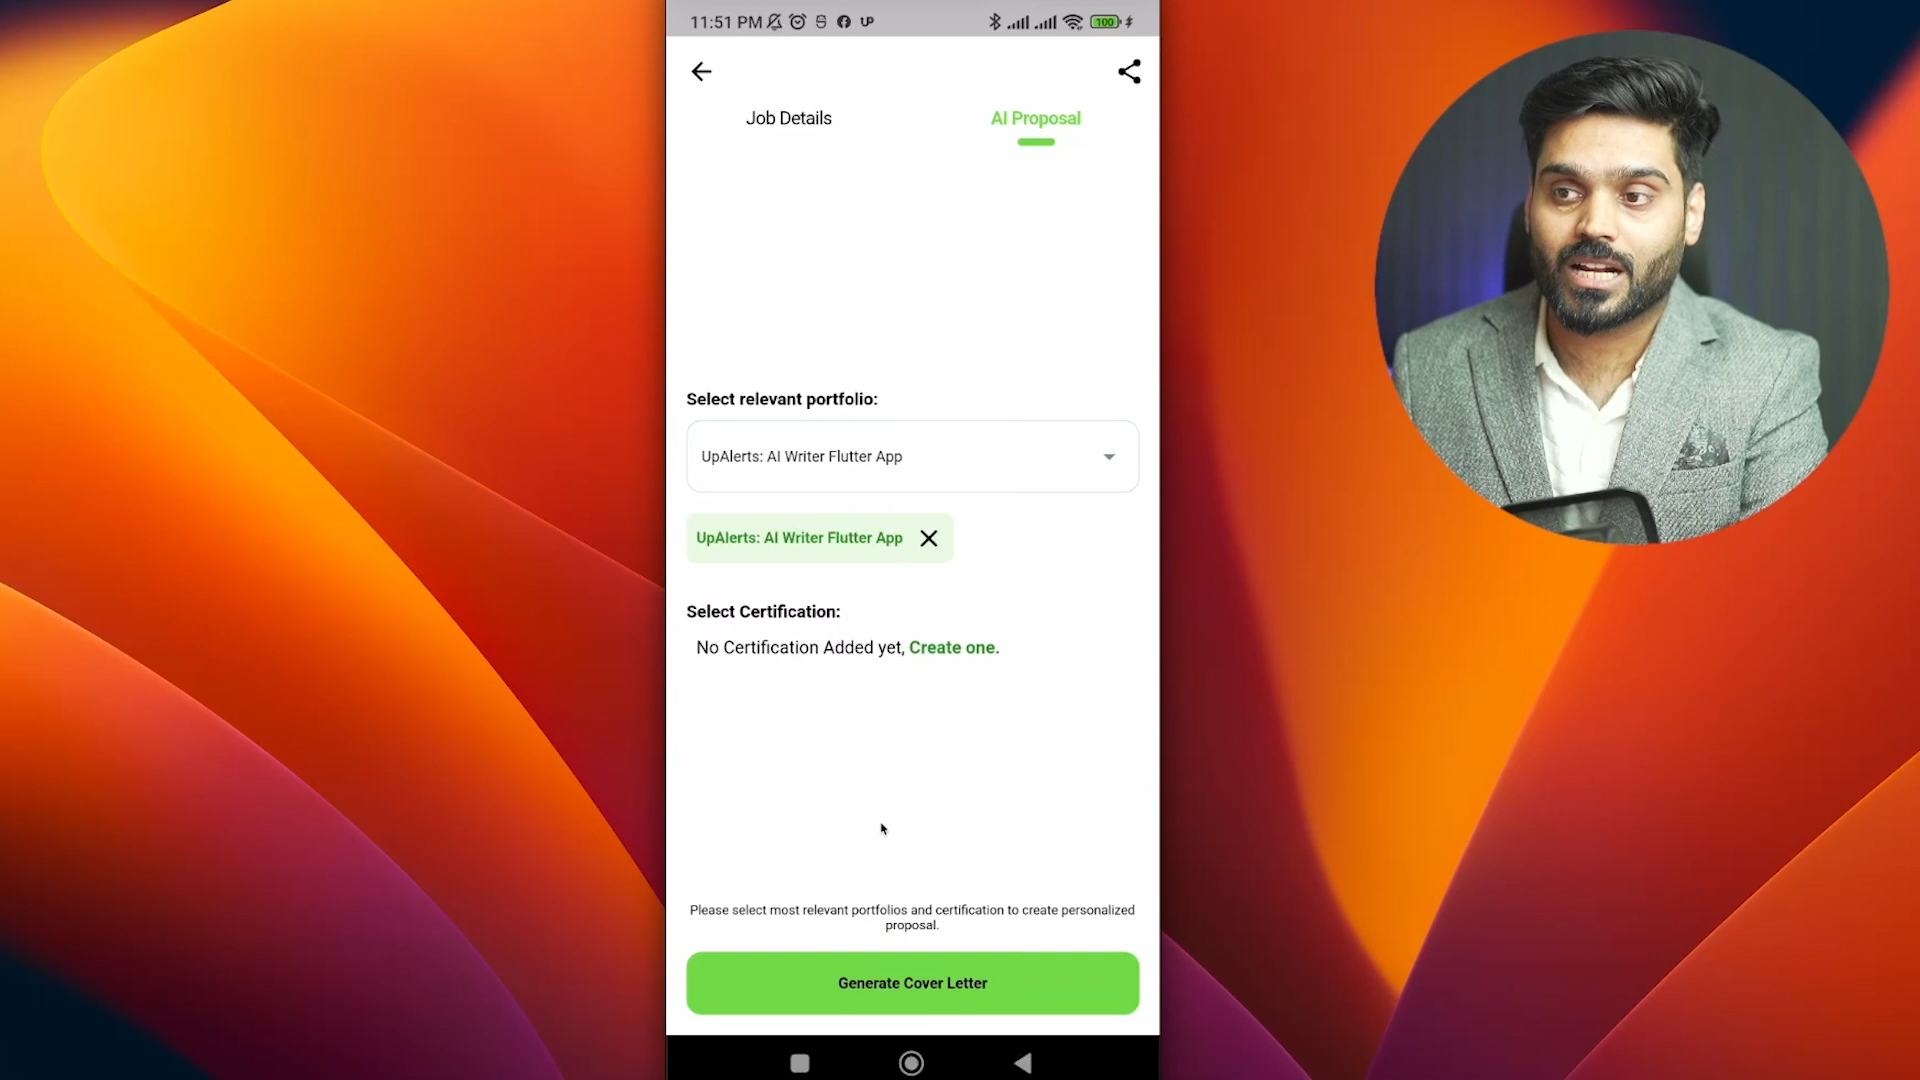 11:51 PM
UP
100
Job Details
AI Proposal
Select relevant portfolio:
UpAlerts: AI Writer Flutter App
UpAlerts: AI Writer Flutter App
Select Certification:
No Certification Added yet, Create one.
Please select most relevant portfolios and certification to create personalized
proposal.
Generate Cover Letter